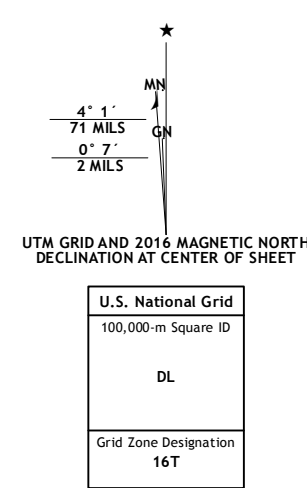 ★
MN
4° 1´
71 MILS
GN
0° 7´
2 MILS
UTM GRID AND 2016 MAGNETIC NORTH
DECLINATION AT CENTER OF SHEET
U.S. National Grid
100,000-m Square ID
DL
Grid Zone Designation
16T